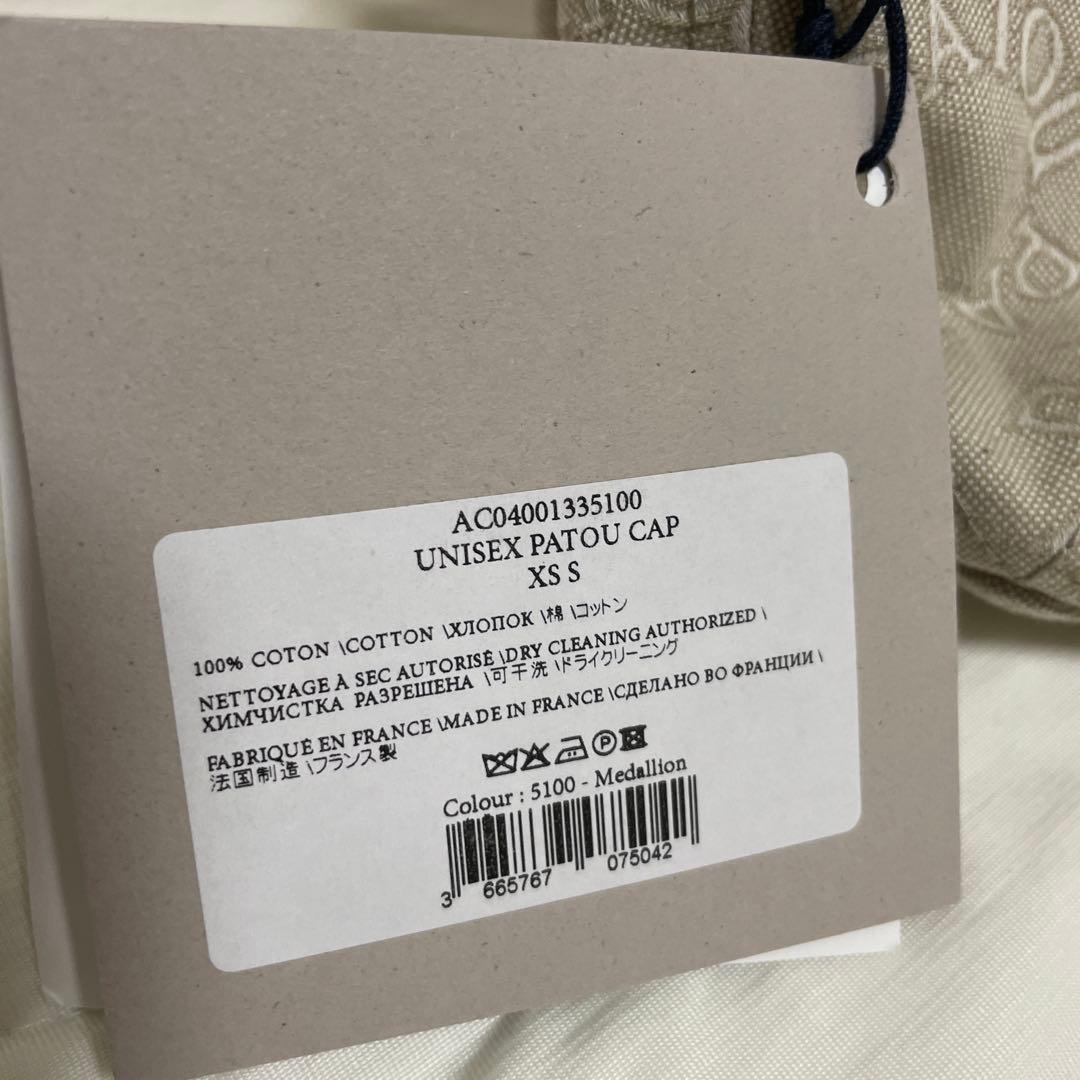 AC04001335100
UNISEX PATOU CAP
XS S
100% COTON \COTTON \ХЛОПОК \棉 \コットン
NETTOYAGE À SEC AUTORISÉ \DRY CLEANING AUTHORIZED \
ХИМЧИСТКА РАЗРЕШЕНА \可干洗 \ドライクリーニング
FABRIQUÉ EN FRANCE \MADE IN FRANCE \СДЕЛАНО ВО ФРАНЦИИ \
法国制造 \フランス製
P
Colour : 5100 - Medallion
3 665767 075042